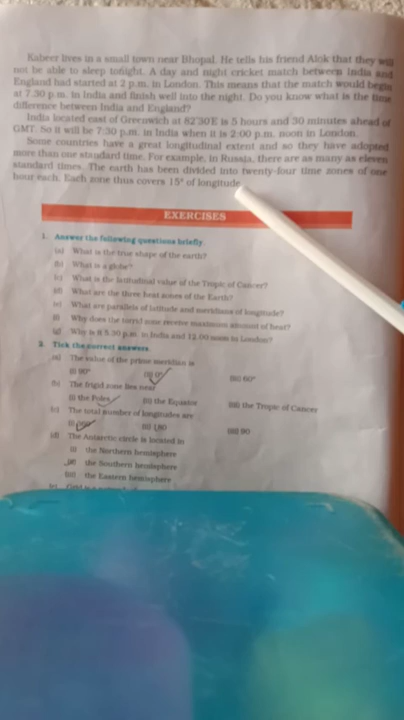 Kabeer lives in a small town near Bhopal. He tells his friend Alok that they will
not be able to sleep tonight. A day and night cricket match between India and
England had started at 2 p.m. in London. This means that the match would begin
at 7.30 p.m. in India and finish well into the night. Do you know what is the time
difference between India and England?
India located east of Greenwich at 82°30'E is 5 hours and 30 minutes ahead of
GMT. So it will be 7:30 p.m. in India when it is 2:00 p.m. noon in London.
Some countries have a great longitudinal extent and so they have adopted
more than one standard time. For example, in Russia, there are as many as eleven
standard times. The earth has been divided into twenty-four time zones of one
hour each. Each zone thus covers 15° of longitude
EXERCISES
1. Answer the following questions briefly.
(a) What is the true shape of the earth?
(b) What is a globe?
(c) What is the latitudinal value of the Tropic of Cancer?
(d) What are the three heat zones of the Earth?
(e) What are parallels of latitude and meridians of longitude?
(f) Why does the torrid zone receive maximum amount of heat?
(g) Why is it 5.30 p.m. in India and 12.00 noon in London?
2. Tick the correct answers.
(a) The value of the prime meridian is
(i) 90° (ii) 0° (iii) 60°
(b) The frigid zone lies near
(i) the Poles (ii) the Equator (iii) the Tropic of Cancer
(c) The total number of longitudes are
(i) (ii) 180 (iii) 90
(d) The Antarctic circle is located in
(i) the Northern hemisphere
(ii) the Southern hemisphere
(iii) the Eastern hemisphere